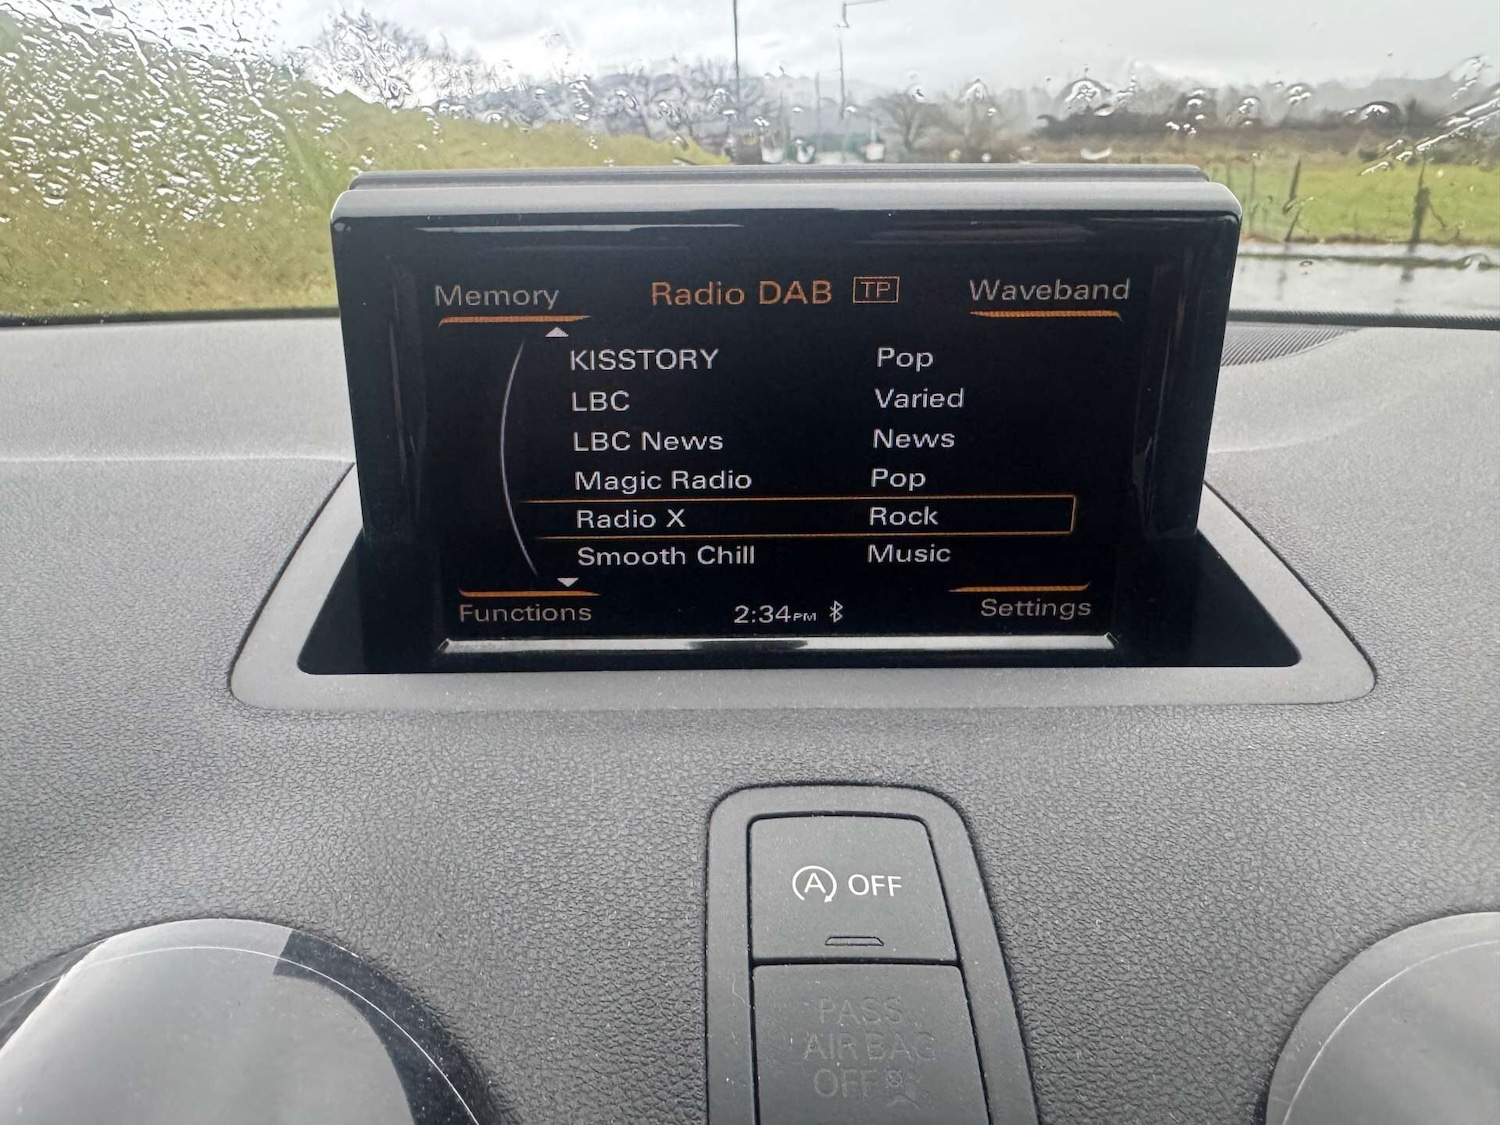 Memory Radio DAB TP Waveband
KISSTORY Pop
LBC Varied
LBC News News
Magic Radio Pop
Radio X Rock
Smooth Chill Music
Functions 2:34PM Settings
A OFF
PASS
AIR BAG
OFF